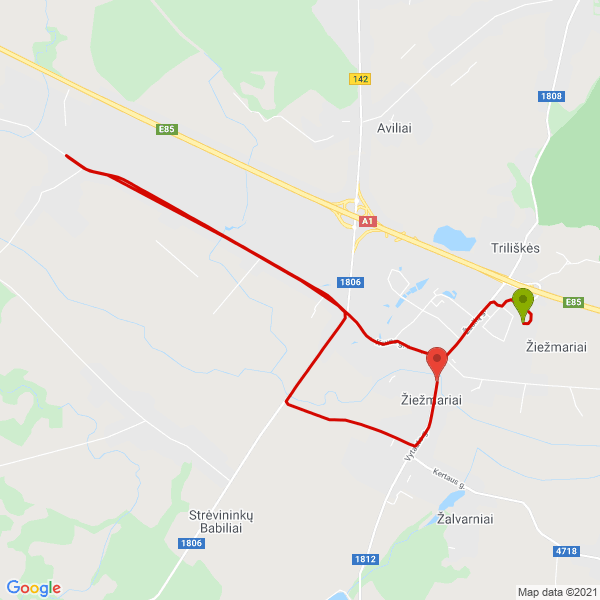 142
1808
E85
Aviliai
A1
Triliškės
1806
E85
Žiežmariai
Žiežmariai
Kertaus g.
Strėvininkų
Babiliai
Žalvarniai
1806
1812
4718
Google
Map data ©2021